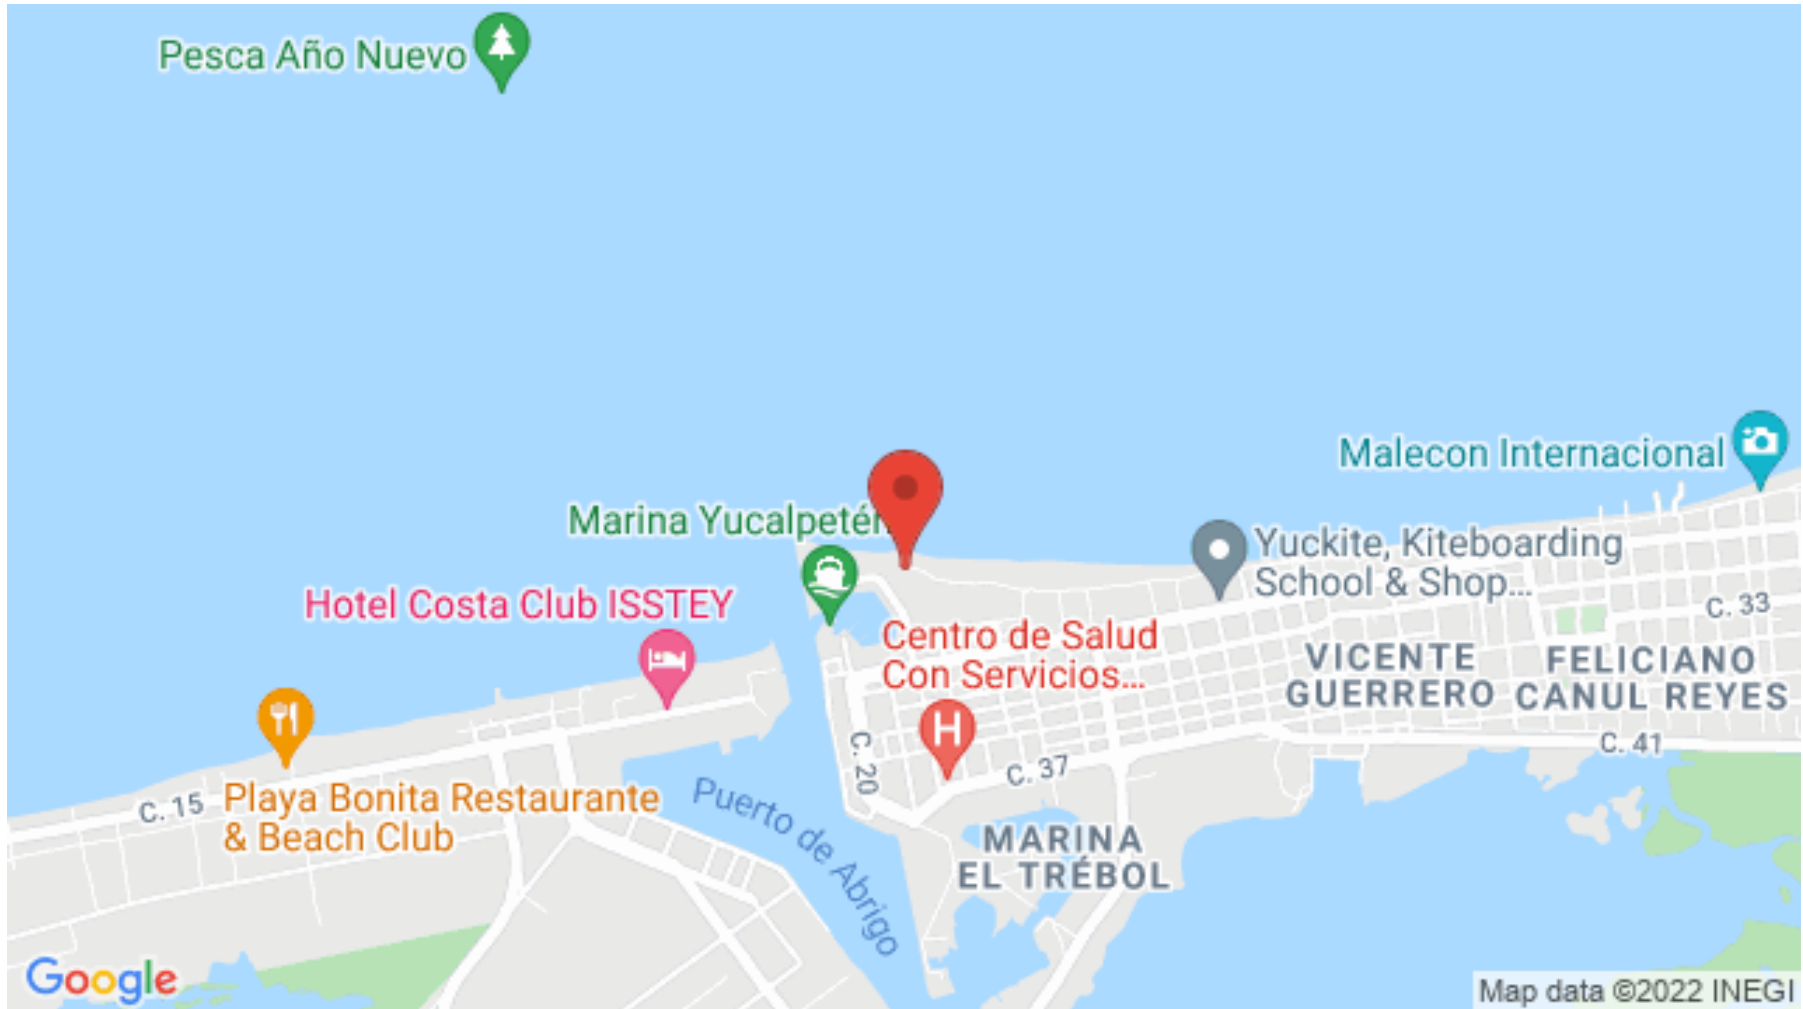 Pesca Año Nuevo
Malecon Internacional
Marina Yucalpetén
Yuckite, Kiteboarding
School & Shop...
Hotel Costa Club ISSTEY
C. 33
Centro de Salud
Con Servicios...
VICENTE
GUERRERO
FELICIANO
CANUL REYES
H
C. 20
C. 41
C. 37
C. 15
Playa Bonita Restaurante
& Beach Club
Puerto de Abrigo
MARINA
EL TRÉBOL
Google
Map data ©2022 INEGI